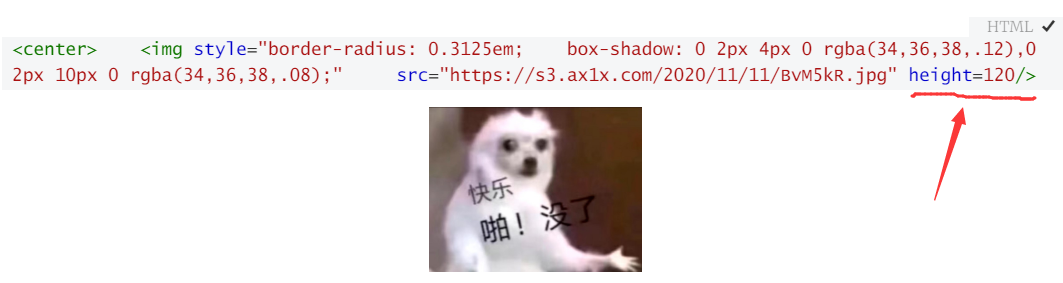 HTML
<center>    <img style="border-radius: 0.3125em;    box-shadow: 0 2px 4px 0 rgba(34,36,38,.12),0
2px 10px 0 rgba(34,36,38,.08);"     src="https://s3.ax1x.com/2020/11/11/BvM5kR.jpg" height=120/>
快乐
啪！没了